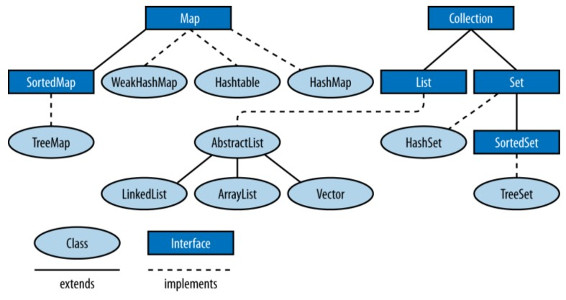 Map
Collection
SortedMap
WeakHashMap
Hashtable
HashMap
List
Set
TreeMap
AbstractList
HashSet
SortedSet
LinkedList
ArrayList
Vector
TreeSet
Class
Interface
extends
implements